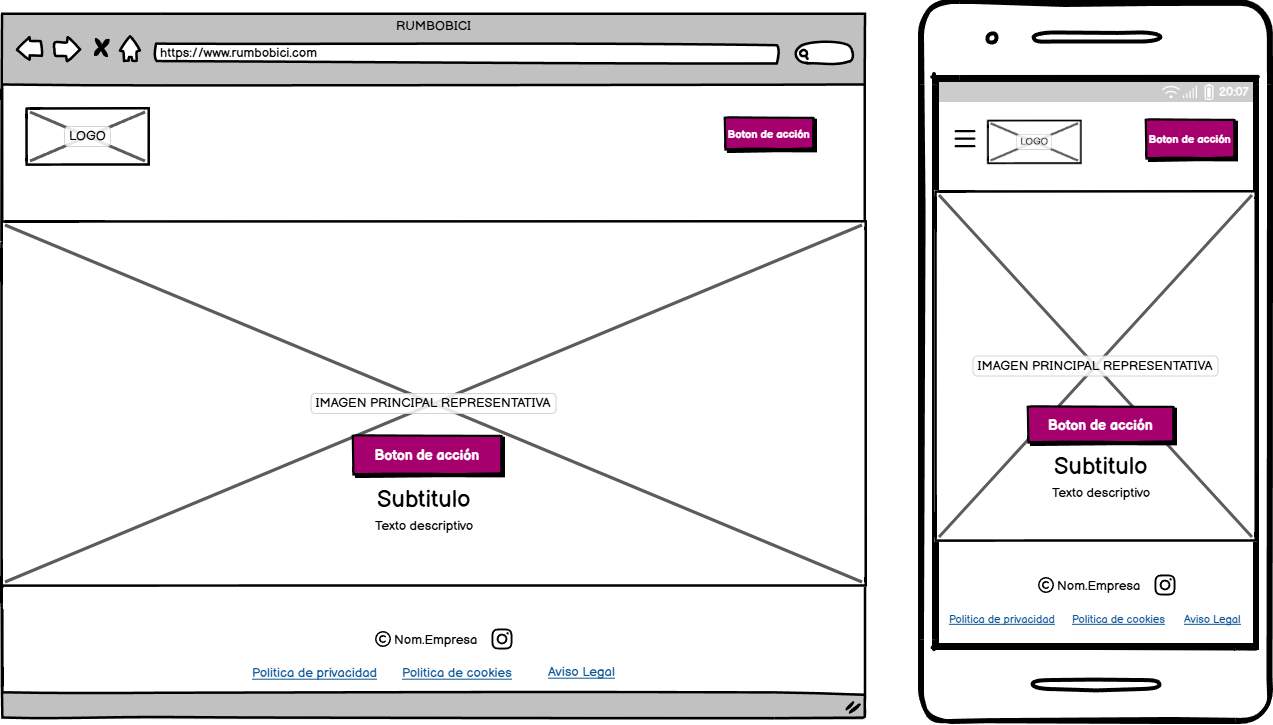 RUMBOBICI
https://www.rumbobici.com
LOGO
Boton de acción
IMAGEN PRINCIPAL REPRESENTATIVA
Boton de acción
Subtitulo
Texto descriptivo
© Nom.Empresa
Politica de privacidad
Politica de cookies
Aviso Legal
20:07
LOGO
Boton de acción
IMAGEN PRINCIPAL REPRESENTATIVA
Boton de acción
Subtitulo
Texto descriptivo
© Nom.Empresa
Politica de privacidad
Politica de cookies
Aviso Legal